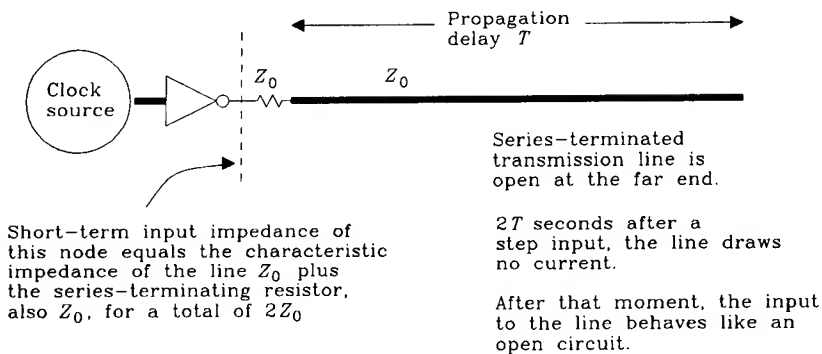 Propagation
delay T
Z0
Z0
Clock
source
Series-terminated
transmission line is
open at the far end.
2T seconds after a
step input, the line draws
no current.
After that moment, the input
to the line behaves like an
open circuit.
Short-term input impedance of
this node equals the characteristic
impedance of the line Z0 plus
the series-terminating resistor,
also Z0, for a total of 2Z0